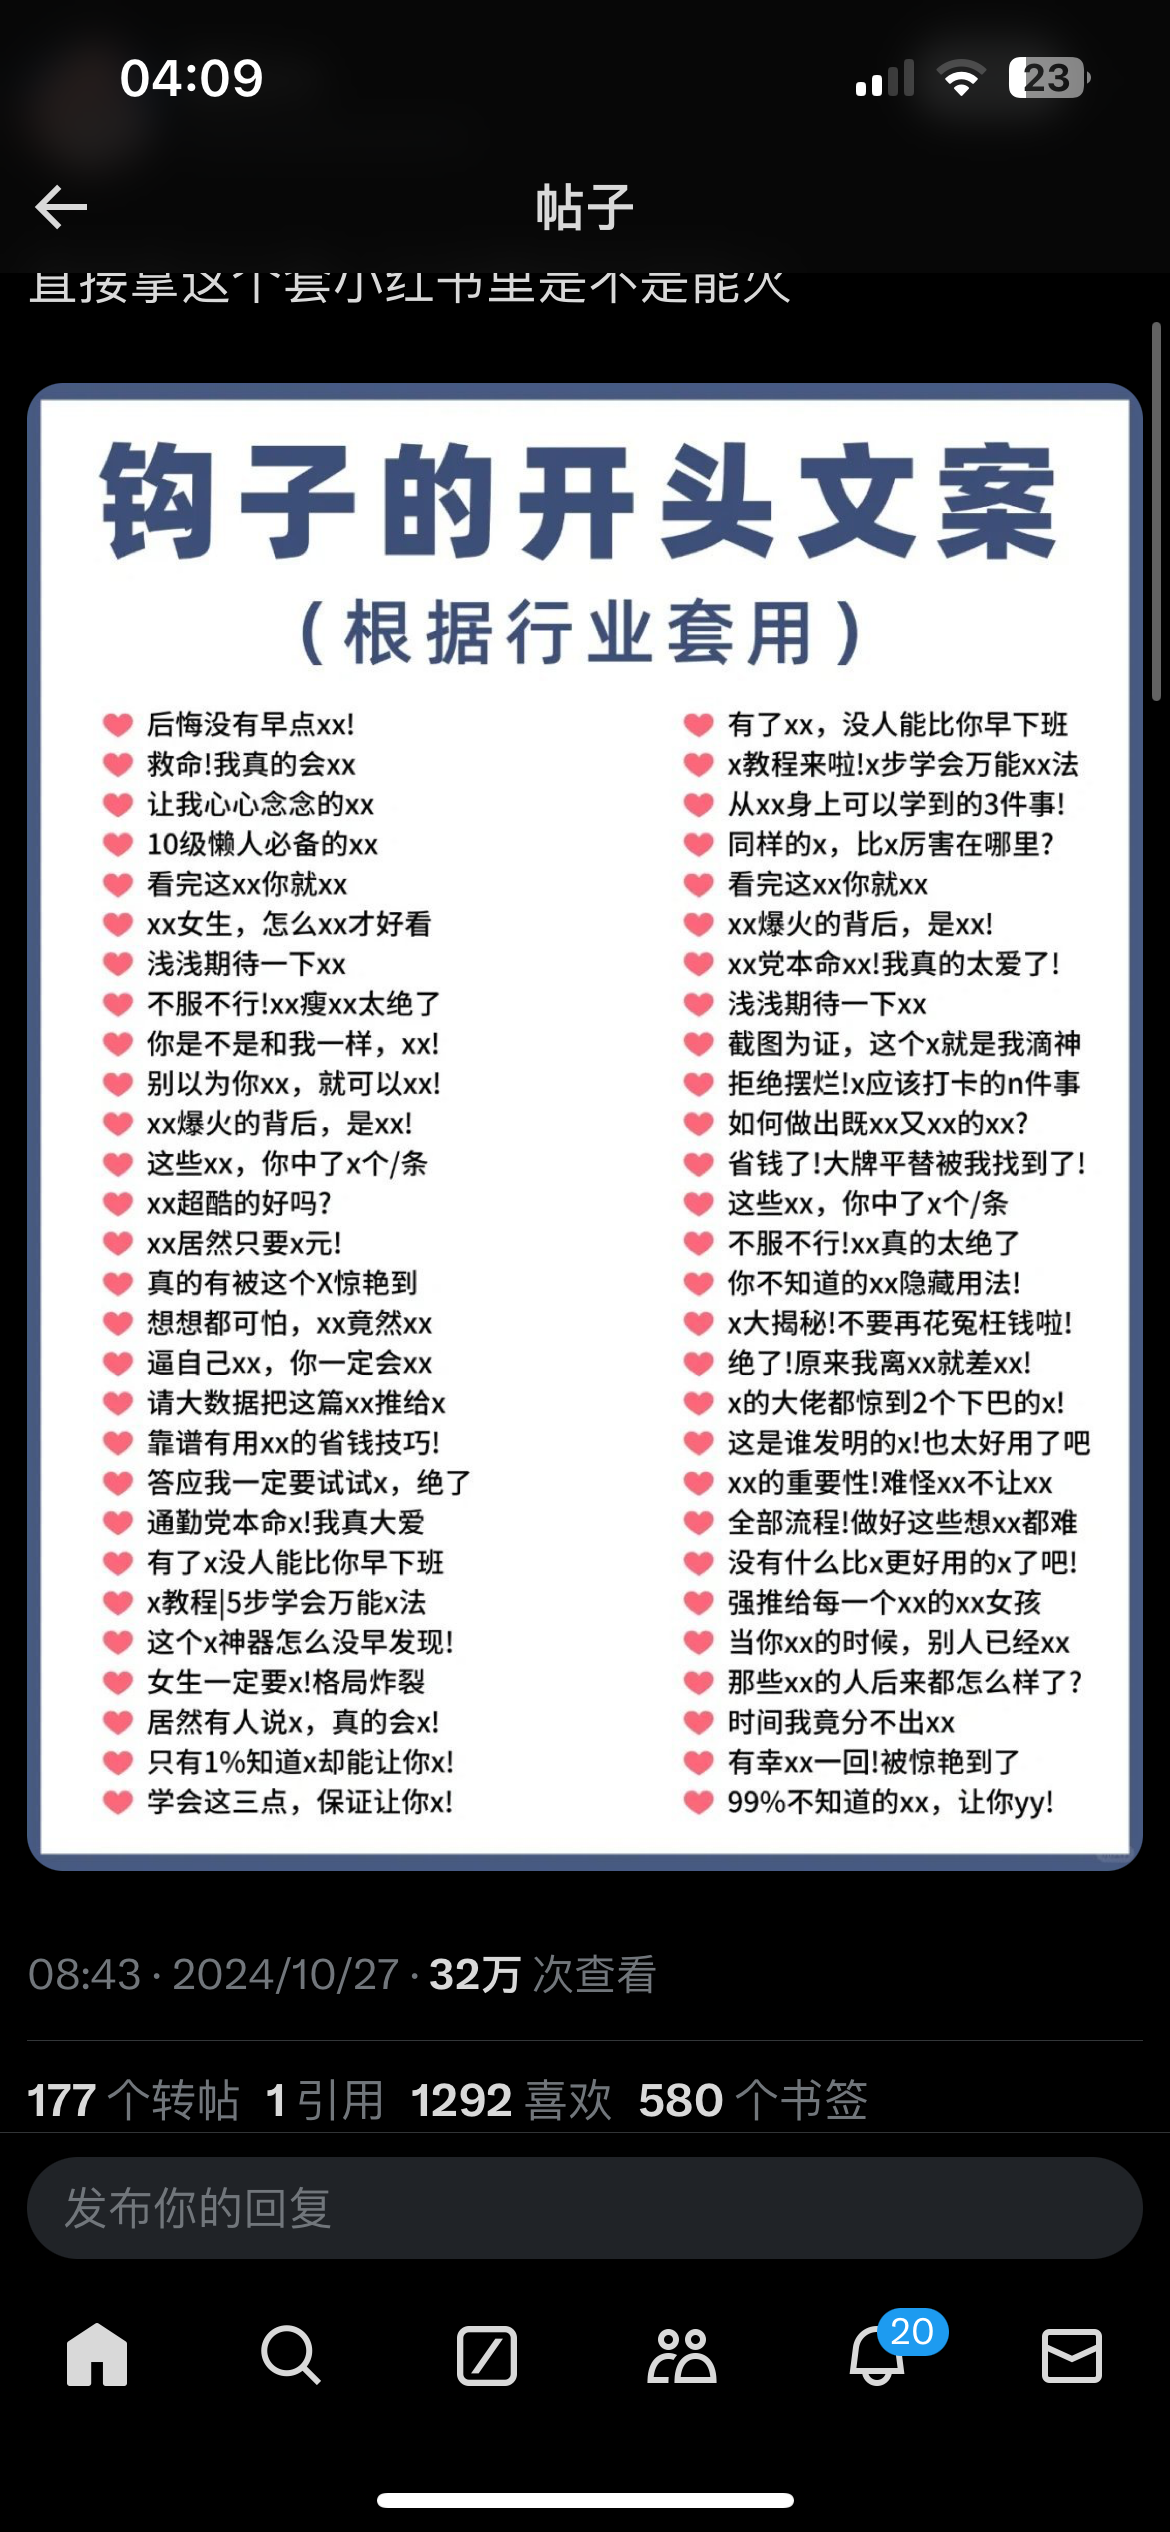 04:09
23
帖子
直接拿这个套小红书里是不是能火
钩子的开头文案
(根据行业套用)
后悔没有早点xx!
救命!我真的会xx
让我心心念念的xx
10级懒人必备的xx
看完这xx你就xx
xx女生，怎么xx才好看
浅浅期待一下xx
不服不行!xx瘦xx太绝了
你是不是和我一样，xx!
别以为你xx，就可以xx!
xx爆火的背后，是xx!
这些xx，你中了x个/条
xx超酷的好吗?
xx居然只要x元!
真的有被这个X惊艳到
想想都可怕，xx竟然xx
逼自己xx，你一定会xx
请大数据把这篇xx推给x
靠谱有用xx的省钱技巧!
答应我一定要试试x，绝了
通勤党本命x!我真大爱
有了x没人能比你早下班
x教程|5步学会万能x法
这个x神器怎么没早发现!
女生一定要x!格局炸裂
居然有人说x，真的会x!
只有1%知道x却能让你x!
学会这三点，保证让你x!
有了xx，没人能比你早下班
x教程来啦!x步学会万能xx法
从xx身上可以学到的3件事!
同样的x，比x厉害在哪里?
看完这xx你就xx
xx爆火的背后，是xx!
xx党本命xx!我真的太爱了!
浅浅期待一下xx
截图为证，这个x就是我滴神
拒绝摆烂!x应该打卡的n件事
如何做出既xx又xx的xx?
省钱了!大牌平替被我找到了!
这些xx，你中了x个/条
不服不行!xx真的太绝了
你不知道的xx隐藏用法!
x大揭秘!不要再花冤枉钱啦!
绝了!原来我离xx就差xx!
x的大佬都惊到2个下巴的x!
这是谁发明的x!也太好用了吧
xx的重要性!难怪xx不让xx
全部流程!做好这些想xx都难
没有什么比x更好用的x了吧!
强推给每一个xx的xx女孩
当你xx的时候，别人已经xx
那些xx的人后来都怎么样了?
时间我竟分不出xx
有幸xx一回!被惊艳到了
99%不知道的xx，让你yy!
08:43 · 2024/10/27 · 32万 次查看
177 个转帖 1 引用 1292 喜欢 580 个书签
发布你的回复
20